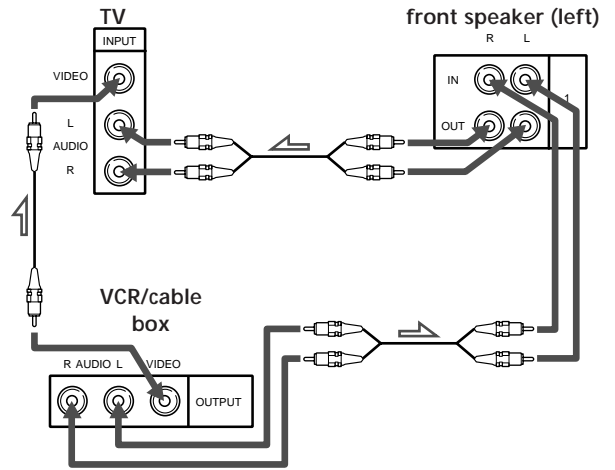 TV
INPUT
VIDEO
L
AUDIO
R
front speaker (left)
R L
IN
OUT
1
VCR/cable
box
R AUDIO L VIDEO
OUTPUT